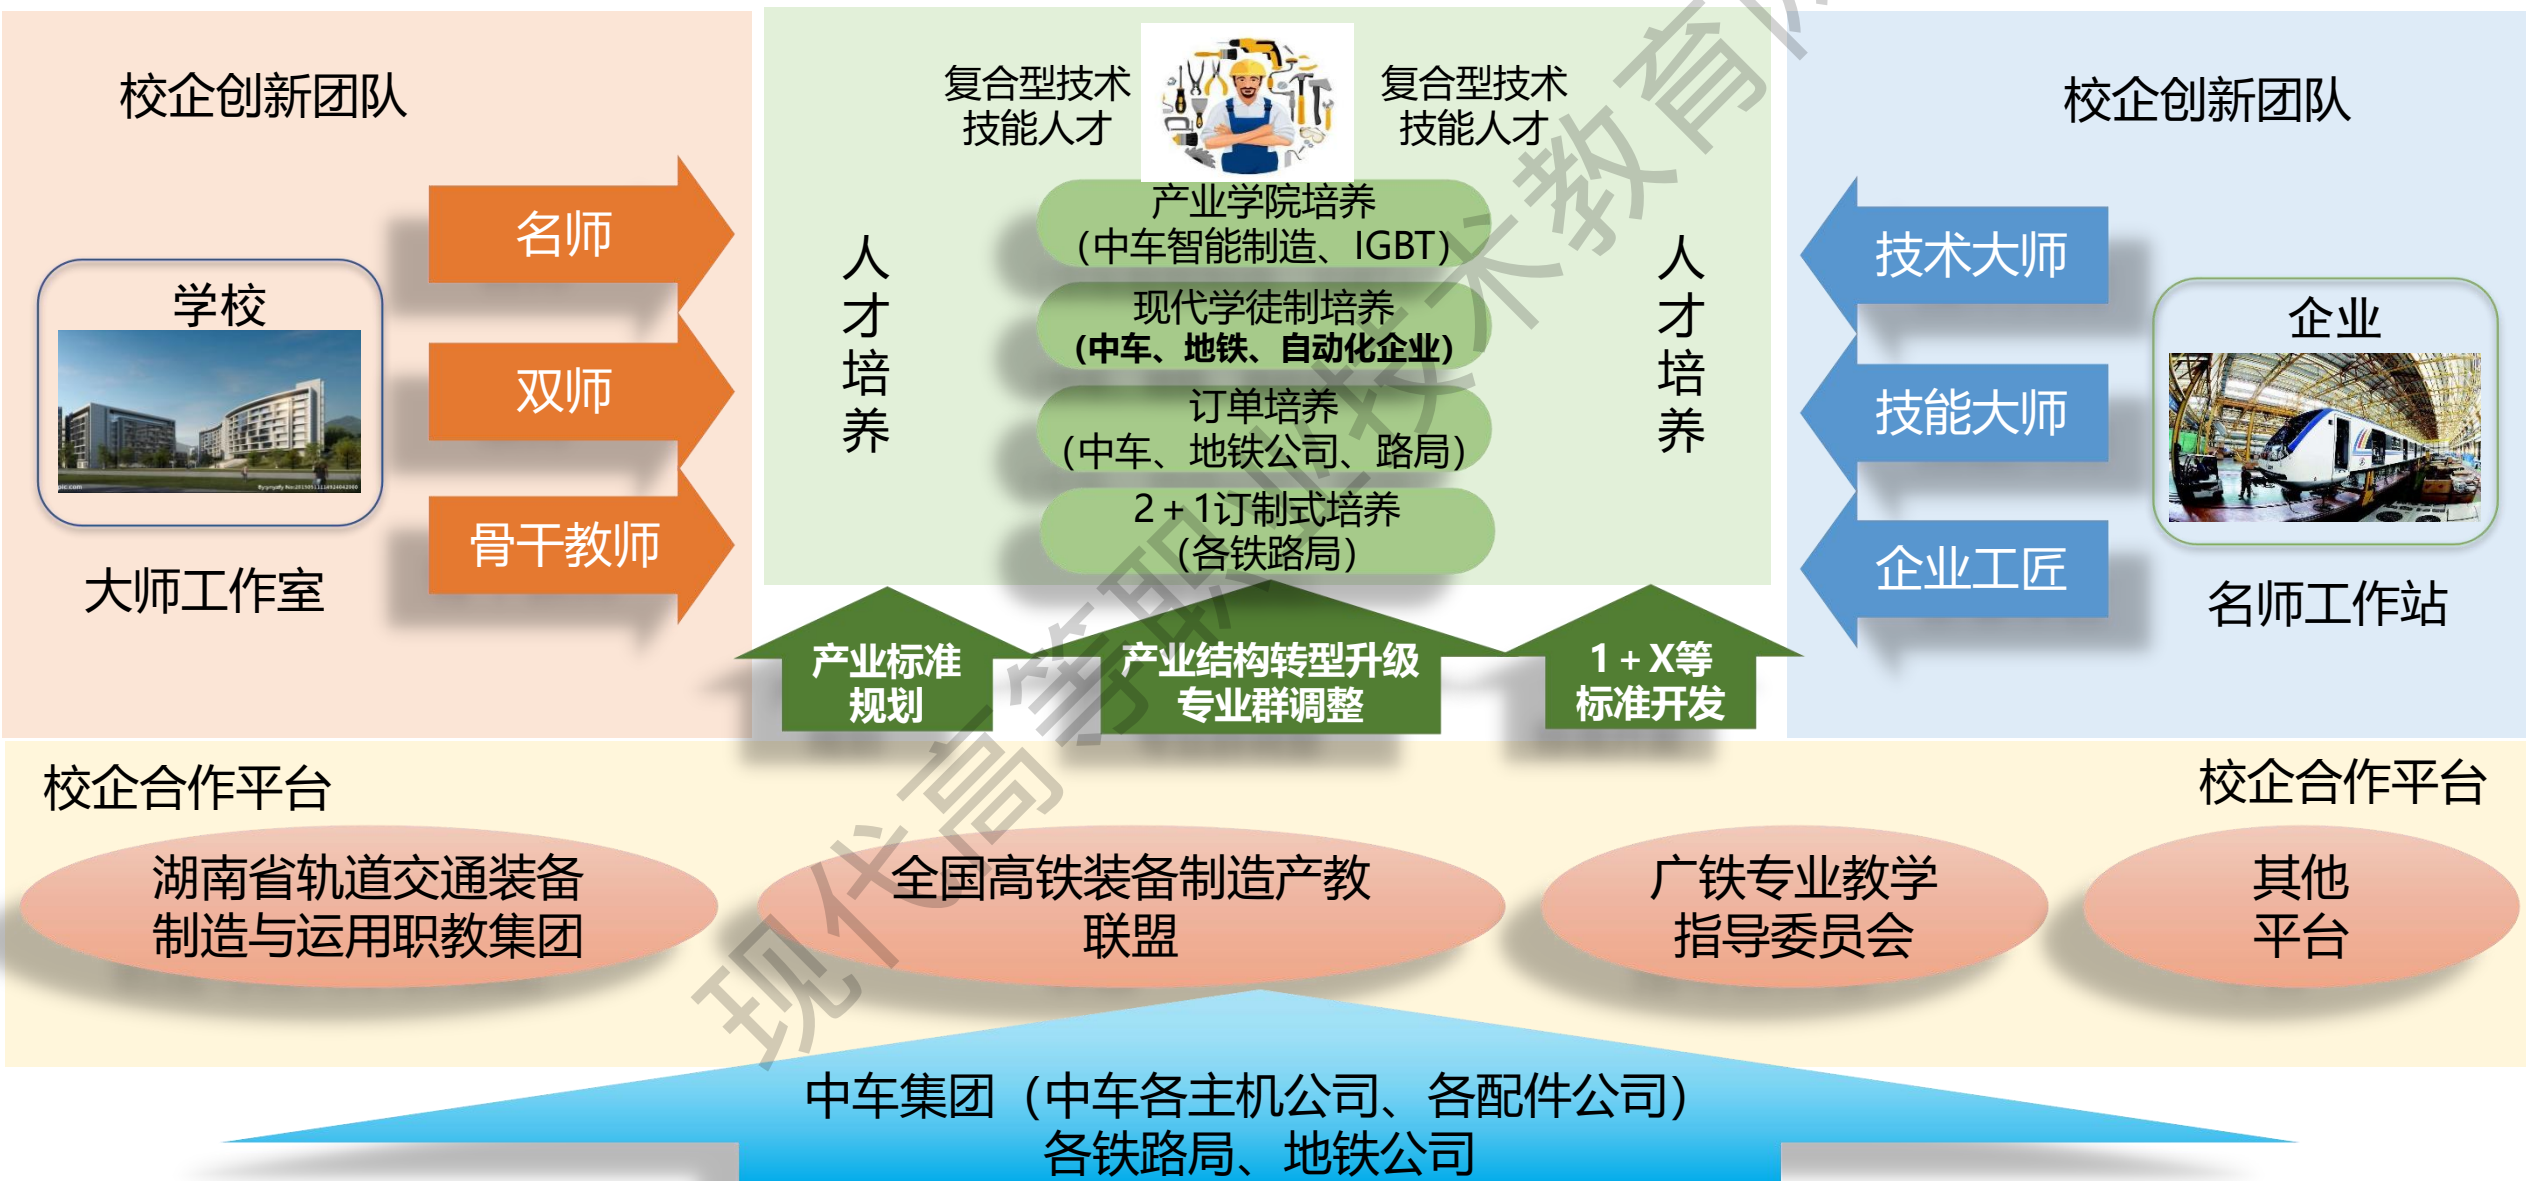 校企创新团队
学校
大师工作室
名师
双师
骨干教师
复合型技术
技能人才
复合型技术
技能人才
人才培养
产业学院培养
（中车智能制造、IGBT）
现代学徒制培养
（中车、地铁、自动化企业）
订单培养
（中车、地铁公司、路局）
2+1订制式培养
（各铁路局）
人才培养
校企创新团队
技术大师
技能大师
企业工匠
企业
名师工作站
产业标准
规划
产业结构转型升级
专业群调整
1+X等
标准开发
校企合作平台
校企合作平台
湖南省轨道交通装备
制造与运用职教集团
全国高铁装备制造产教
联盟
广铁专业教学
指导委员会
其他
平台
中车集团（中车各主机公司、各配件公司）
各铁路局、地铁公司
现代高等职业技术教育网